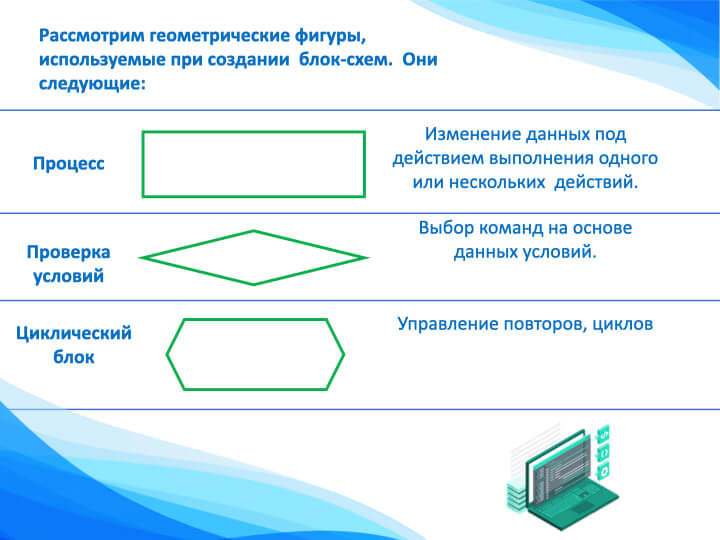 Рассмотрим геометрические фигуры,
используемые при создании  блок-схем.  Они
следующие:
Процесс
Изменение данных под
действием выполнения одного
или нескольких  действий.
Проверка
условий
Выбор команд на основе
данных условий.
Циклический
блок
Управление повторов, циклов